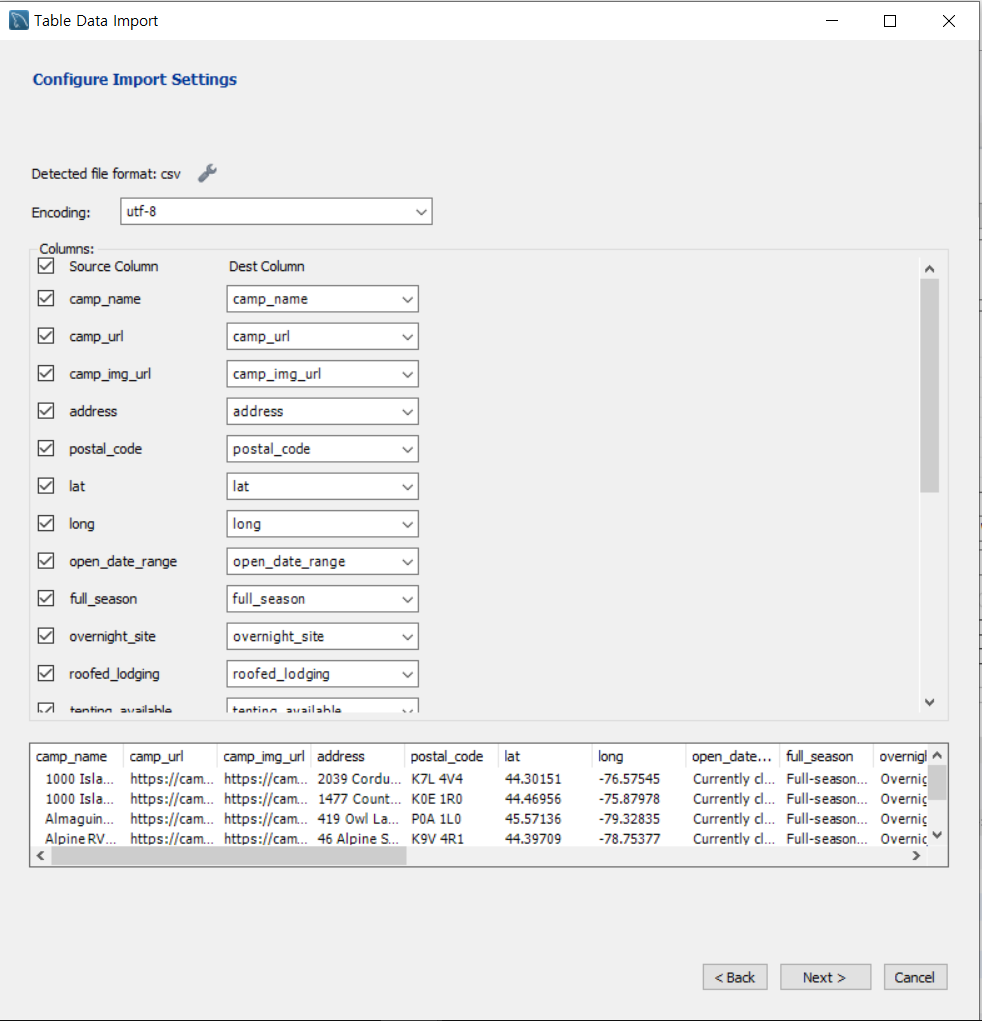 Table Data Import
Configure Import Settings
Detected file format: csv
Encoding: utf-8
Columns:
Source Column Dest Column
camp_name camp_name
camp_url camp_url
camp_img_url camp_img_url
address address
postal_code postal_code
lat lat
long long
open_date_range open_date_range
full_season full_season
overnight_site overnight_site
roofed_lodging roofed_lodging
tenting_available tenting_available
camp_name camp_url camp_img_url address postal_code lat long open_date... full_season overnigh
1000 Isla... https://cam... https://cam... 2039 Cordu... K7L 4V4 44.30151 -76.57545 Currently cl... Full-season... Overnig
1000 Isla... https://cam... https://cam... 1477 Count... K0E 1R0 44.46956 -75.87978 Currently cl... Full-season... Overnig
Almaguin... https://cam... https://cam... 419 Owl La... P0A 1L0 45.57136 -79.32835 Currently cl... Full-season... Overnig
Alpine RV... https://cam... https://cam... 46 Alpine S... K9V 4R1 44.39709 -78.75377 Currently cl... Full-season... Overnig
< Back Next > Cancel